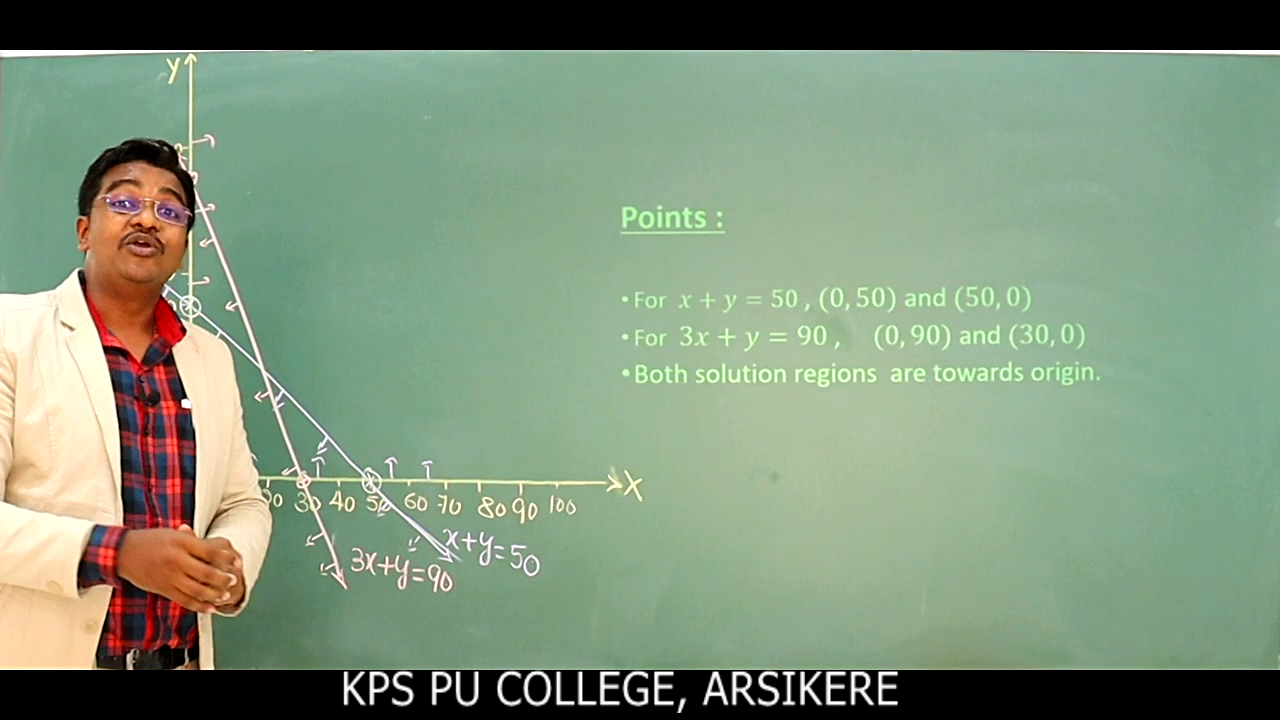 Y
Points :
• For x + y = 50 , (0, 50) and (50, 0)
• For 3x + y = 90 , (0, 90) and (30, 0)
• Both solution regions are towards origin.
X
30 40 50 60 70 80 90 100
x+y=50
3x+y=90
KPS PU COLLEGE, ARSIKERE